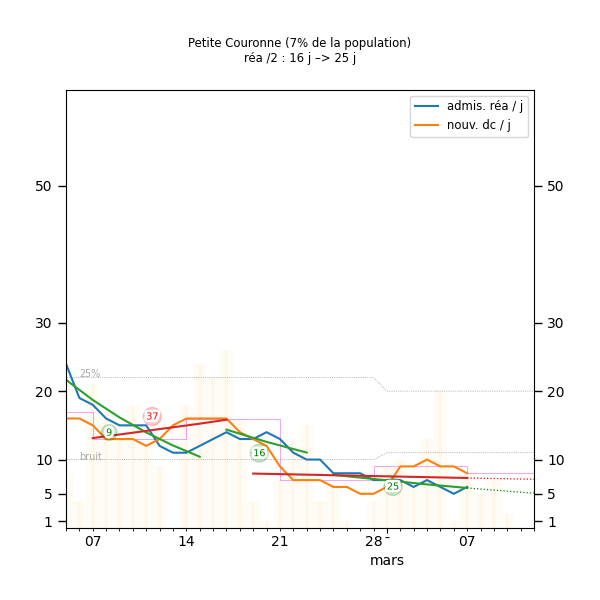 Petite Couronne (7% de la population)
réa /2 : 16 j –> 25 j
admis. réa / j
nouv. dc / j
50 50
30 30
25%
20 20
37
9
16
bruit
10 10
25
5 5
1 1
07 14 21 28 07
mars